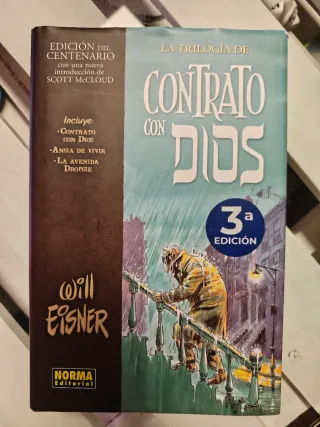 EDICIÓN DEL
CENTENARIO
con una nueva
introducción de
SCOTT McCLOUD
Incluye:
·CONTRATO
CON DIOS
·ANSIA DE VIVIR
·LA AVENIDA
DROPSIE
Will
EISNER
NORMA
Editorial
LA TRILOGÍA DE
CONTRATO
CON DIOS
3ª
EDICIÓN